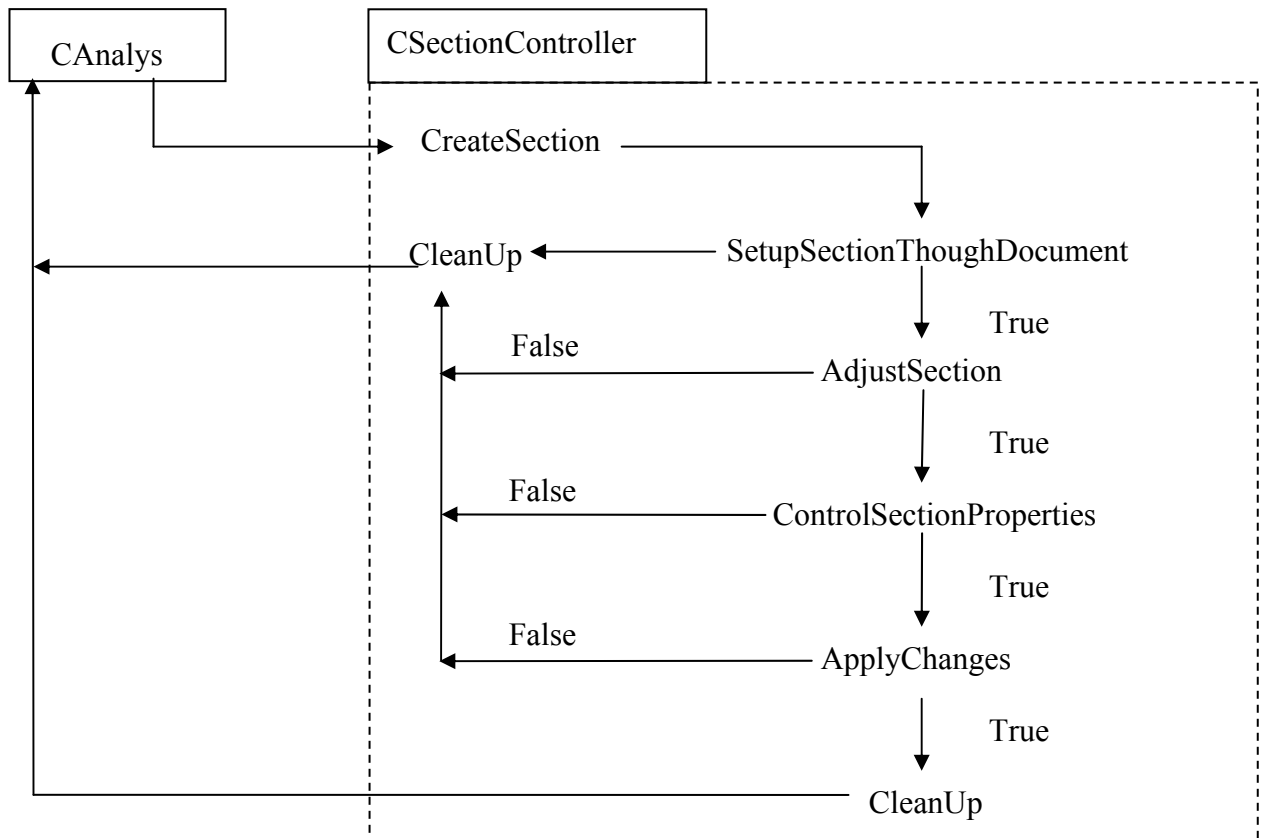 CAnalys
CSectionController
CreateSection
CleanUp
SetupSectionThoughDocument
True
False
AdjustSection
True
False
ControlSectionProperties
True
False
ApplyChanges
True
CleanUp